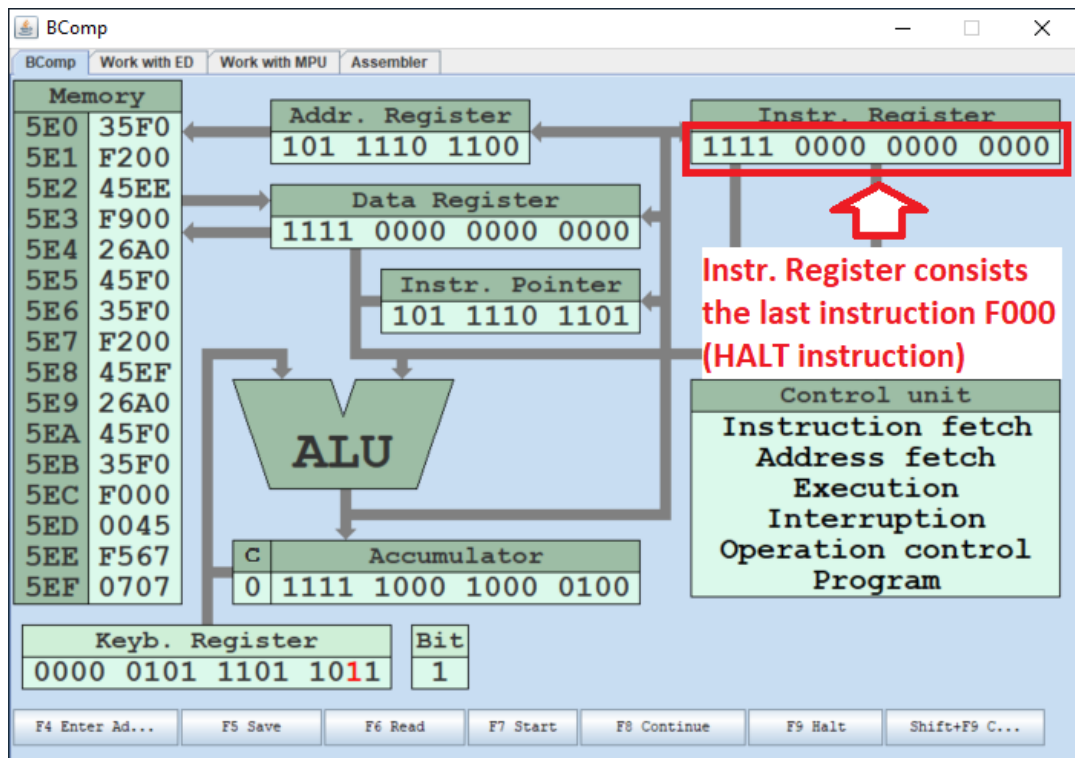 BComp
BComp Work with ED Work with MPU Assembler
Memory
5E0 35F0
5E1 F200
5E2 45EE
5E3 F900
5E4 26A0
5E5 45F0
5E6 35F0
5E7 F200
5E8 45EF
5E9 26A0
5EA 45F0
5EB 35F0
5EC F000
5ED 0045
5EE F567
5EF 0707
Addr. Register
101 1110 1100
Instr. Register
1111 0000 0000 0000
Data Register
1111 0000 0000 0000
Instr. Pointer
101 1110 1101
Instr. Register consists
the last instruction F000
(HALT instruction)
ALU
Control unit
Instruction fetch
Address fetch
Execution
Interruption
Operation control
Program
C Accumulator
0 1111 1000 1000 0100
Keyb. Register
0000 0101 1101 1011
Bit
1
F4 Enter Ad... F5 Save F6 Read F7 Start F8 Continue F9 Halt Shift+F9 C...